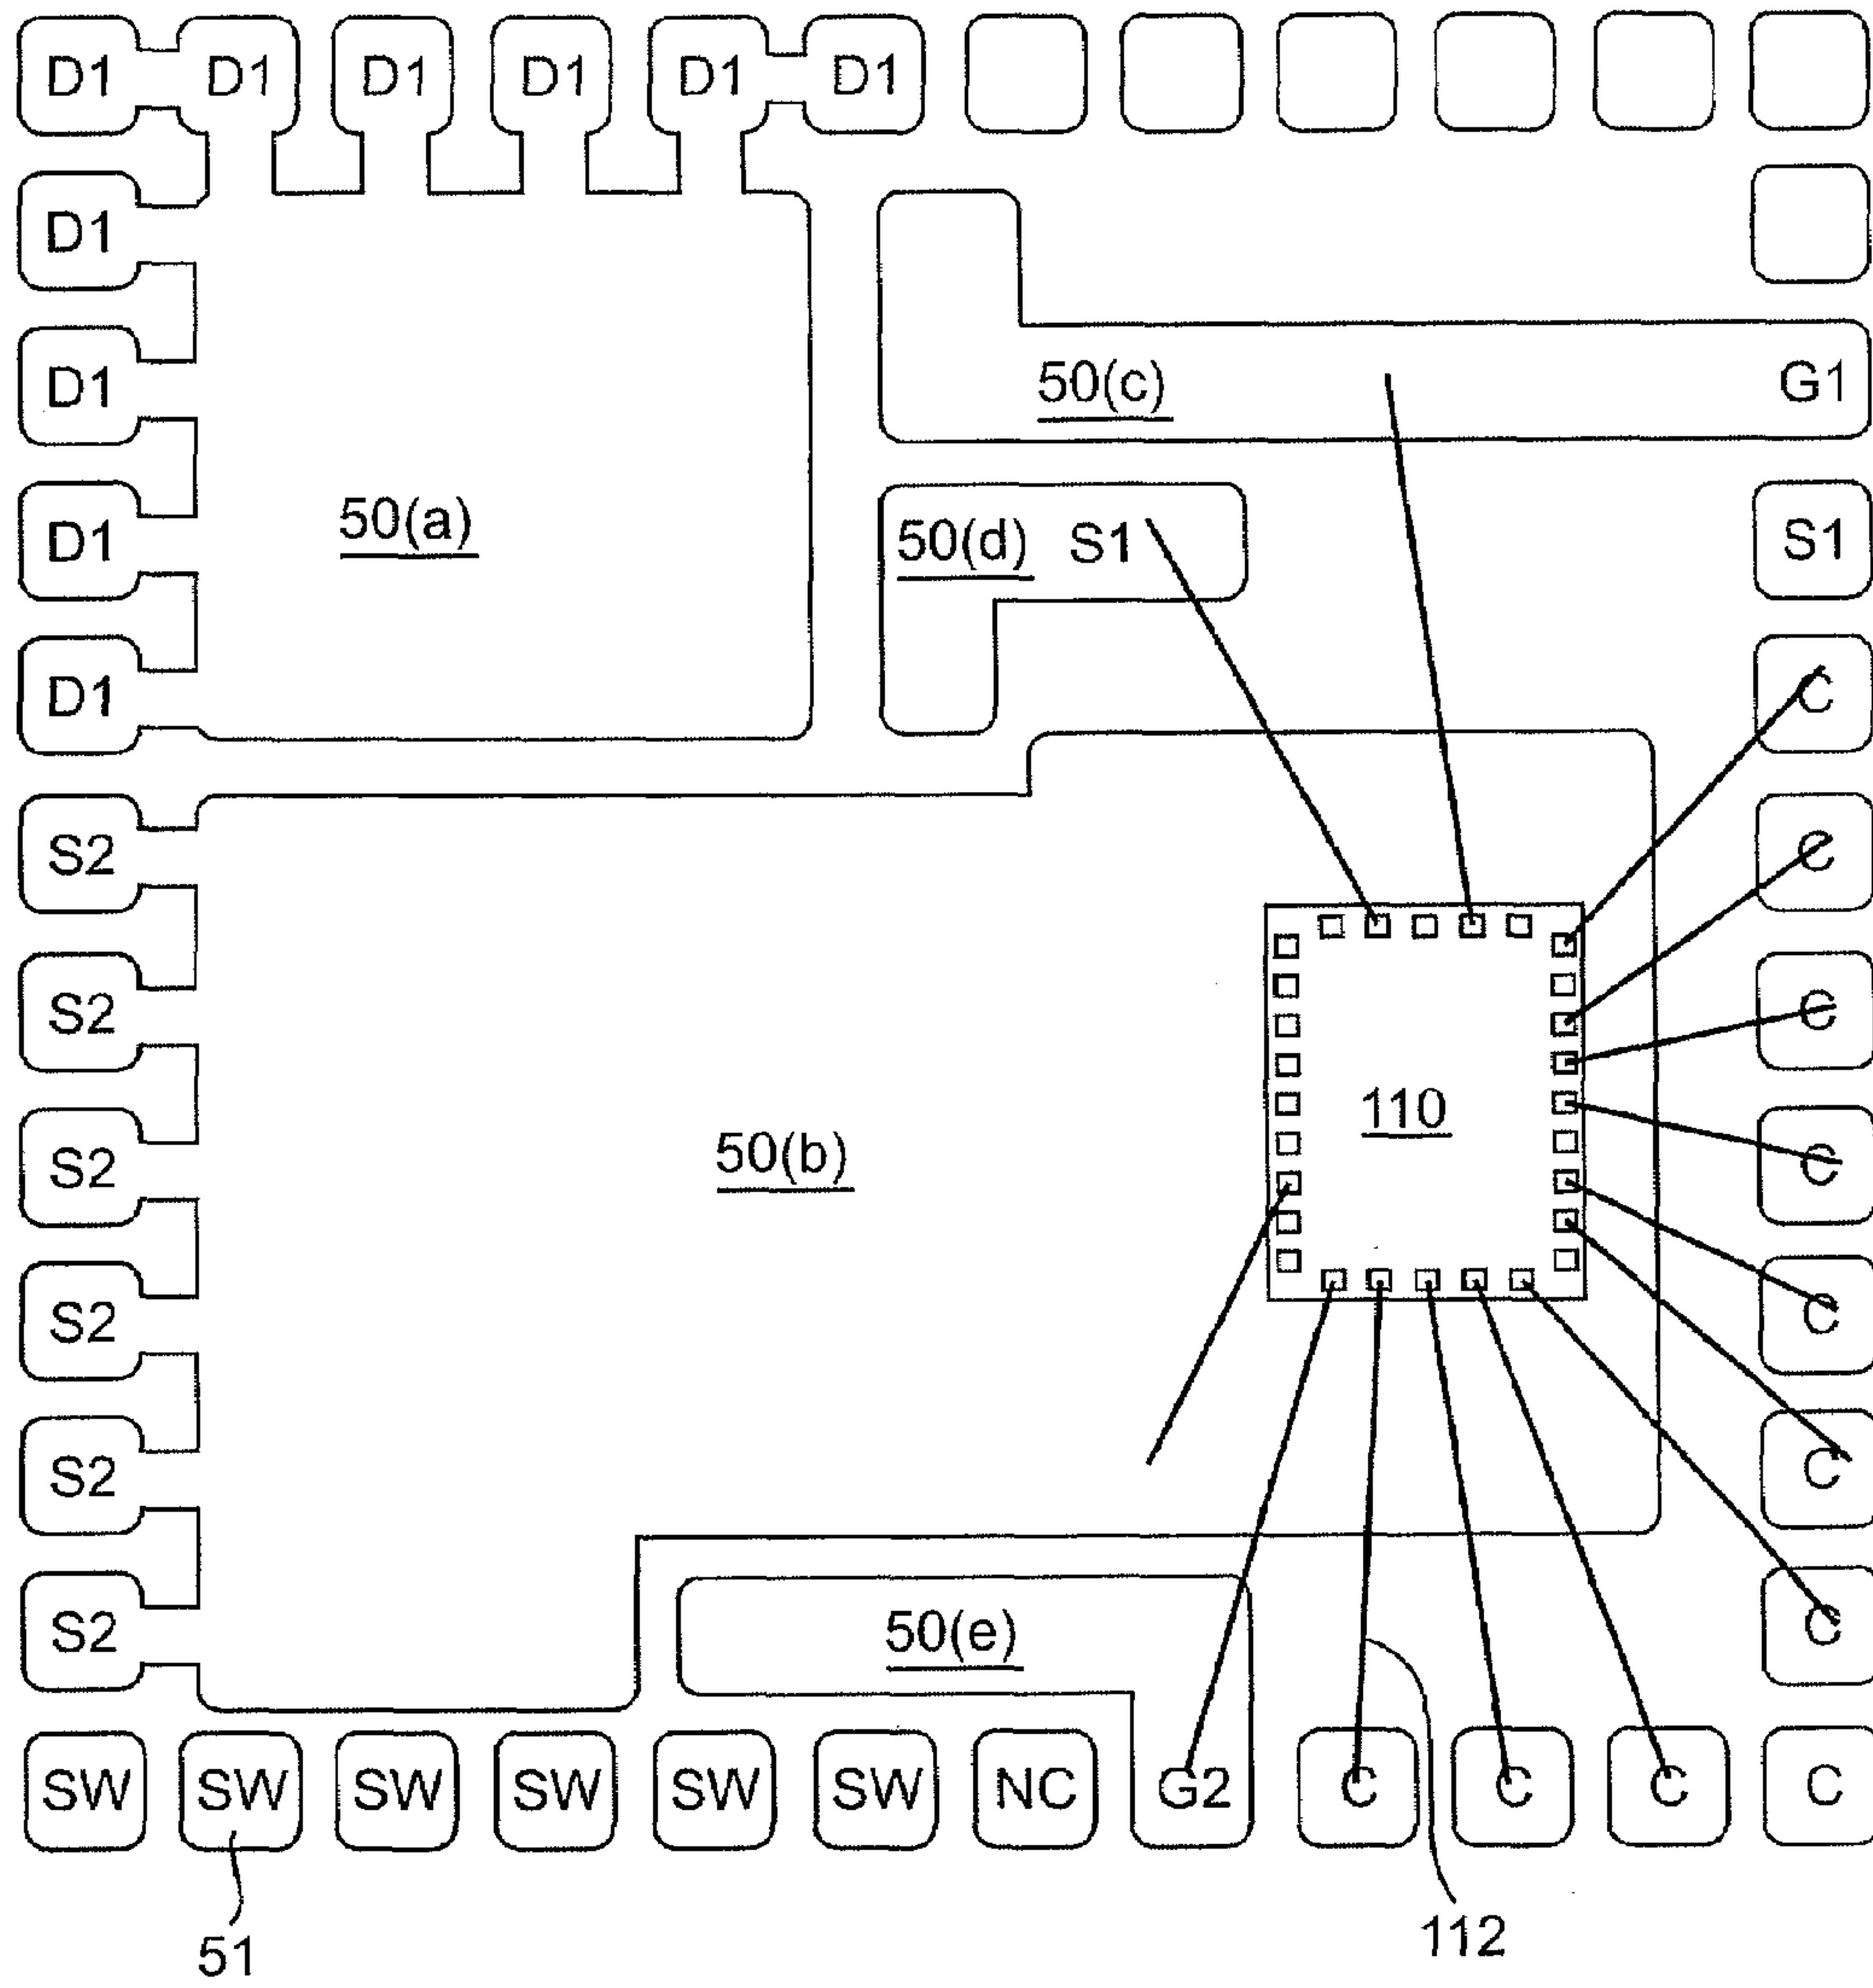 D1 D1 D1 D1 D1 D1
D1
D1 50(c) G1
D1 50(a) 50(d) S1 S1
D1 C
S2 C
S2 C
110
S2 50(b) C
S2 C
S2 C
S2 50(e) C
SW SW SW SW SW SW NC G2 C C C C
51 112